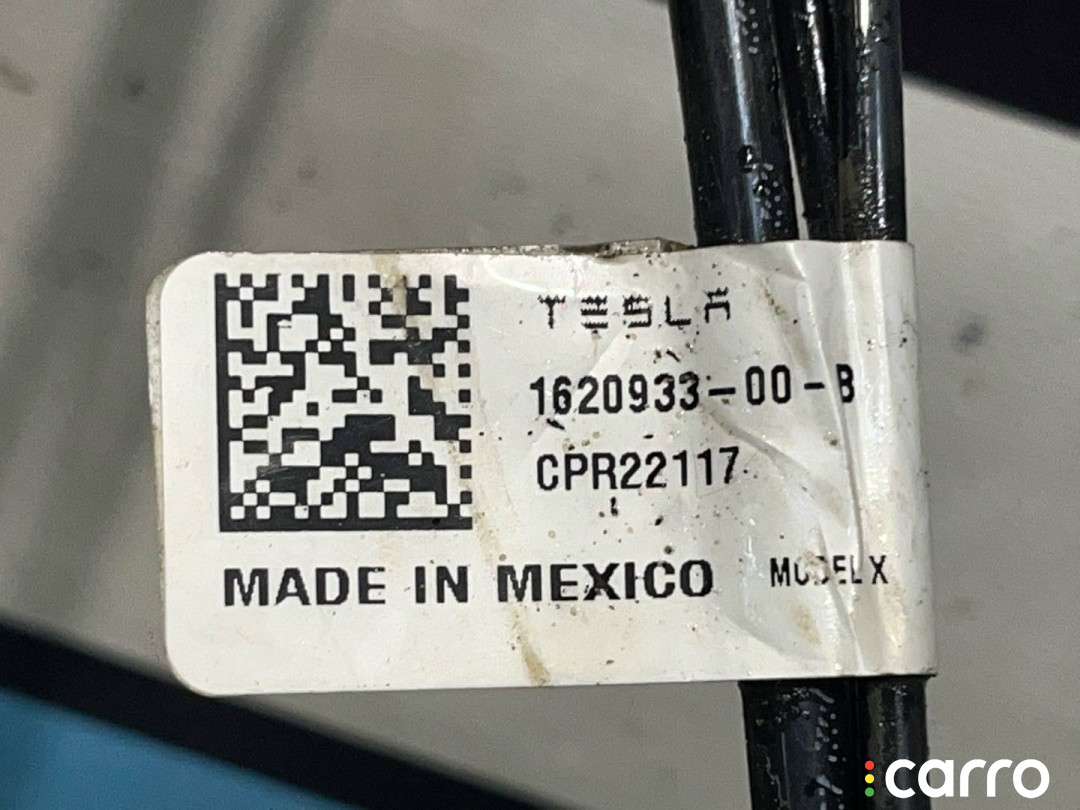 TESLA
1620933-00-B
CPR22117
MADE IN MEXICO MODEL X
carro